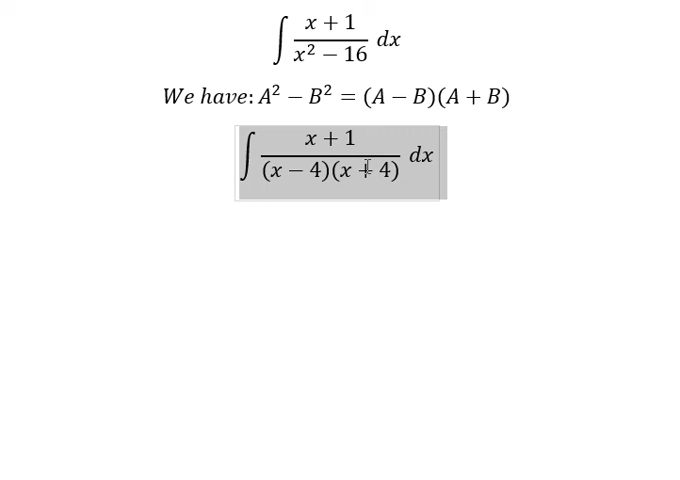 ∫ (x + 1)/(x² − 16) dx
We have: A² − B² = (A − B)(A + B)
∫ (x + 1)/((x − 4)(x + 4)) dx